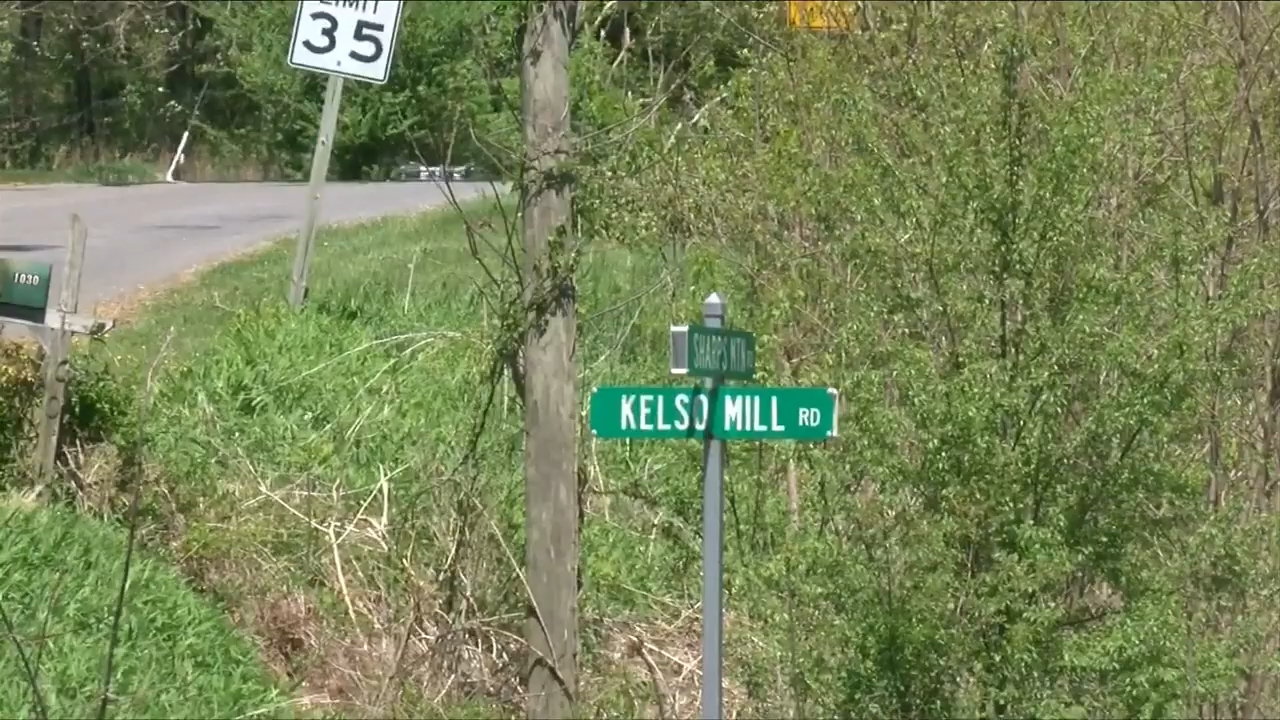 LIMIT
35
1030
SHARPS MTN RD
KELSO MILL RD